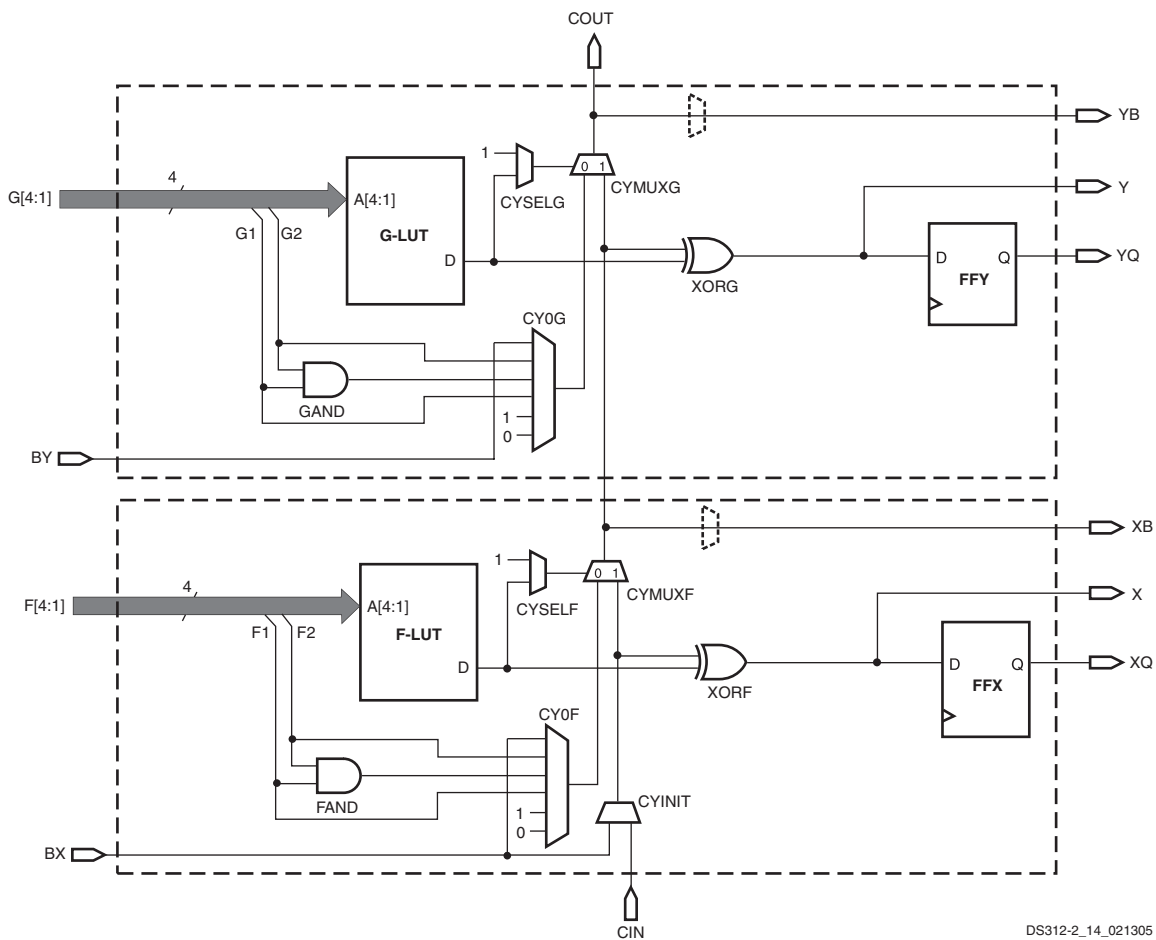 COUT
YB
4
1
0 1
CYMUXG
Y
G[4:1]
A[4:1]
CYSELG
G1
G2
G-LUT
D
XORG
D
Q
FFY
YQ
CY0G
GAND
1
0
BY
XB
4
1
0 1
CYMUXF
X
F[4:1]
A[4:1]
CYSELF
F1
F2
F-LUT
D
XORF
D
Q
FFX
XQ
CY0F
FAND
1
0
CYINIT
BX
CIN
DS312-2_14_021305